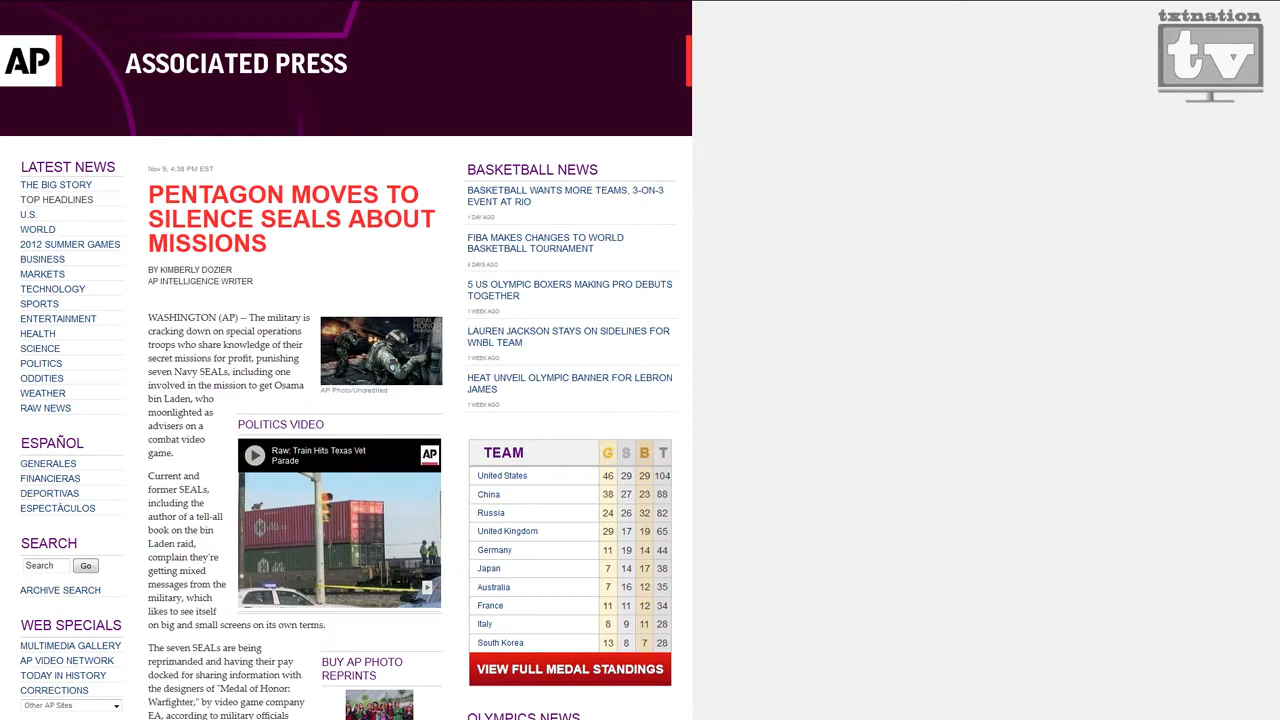 txtnation
tv
AP
ASSOCIATED PRESS
LATEST NEWS
THE BIG STORY
TOP HEADLINES
U.S.
WORLD
2012 SUMMER GAMES
BUSINESS
MARKETS
TECHNOLOGY
SPORTS
ENTERTAINMENT
HEALTH
SCIENCE
POLITICS
ODDITIES
WEATHER
RAW NEWS
ESPAÑOL
GENERALES
FINANCIERAS
DEPORTIVAS
ESPECTÁCULOS
SEARCH
Search Go
ARCHIVE SEARCH
WEB SPECIALS
MULTIMEDIA GALLERY
AP VIDEO NETWORK
TODAY IN HISTORY
CORRECTIONS
Other AP Sites
Nov 9, 4:38 PM EST
PENTAGON MOVES TO
SILENCE SEALS ABOUT
MISSIONS
BY KIMBERLY DOZIER
AP INTELLIGENCE WRITER
WASHINGTON (AP) -- The military is
cracking down on special operations
troops who share knowledge of their
secret missions for profit, punishing
seven Navy SEALs, including one
involved in the mission to get Osama
bin Laden, who
moonlighted as
advisers on a
combat video
game.
MEDAL OF
HONOR
WARFIGHTER
AP Photo/Uncredited
POLITICS VIDEO
Raw: Train Hits Texas Vet
Parade
AP
Current and
former SEALs,
including the
author of a tell-all
book on the bin
Laden raid,
complain they're
getting mixed
messages from the
military, which
likes to see itself
on big and small screens on its own terms.
The seven SEALs are being
reprimanded and having their pay
docked for sharing information with
the designers of "Medal of Honor:
Warfighter," by video game company
EA, according to military officials
BUY AP PHOTO
REPRINTS
BASKETBALL NEWS
BASKETBALL WANTS MORE TEAMS, 3-ON-3
EVENT AT RIO
1 DAY AGO
FIBA MAKES CHANGES TO WORLD
BASKETBALL TOURNAMENT
4 DAYS AGO
5 US OLYMPIC BOXERS MAKING PRO DEBUTS
TOGETHER
1 WEEK AGO
LAUREN JACKSON STAYS ON SIDELINES FOR
WNBL TEAM
1 WEEK AGO
HEAT UNVEIL OLYMPIC BANNER FOR LEBRON
JAMES
1 WEEK AGO
TEAM G S B T
United States 46 29 29 104
China 38 27 23 88
Russia 24 26 32 82
United Kingdom 29 17 19 65
Germany 11 19 14 44
Japan 7 14 17 38
Australia 7 16 12 35
France 11 11 12 34
Italy 8 9 11 28
South Korea 13 8 7 28
VIEW FULL MEDAL STANDINGS
OLYMPICS NEWS